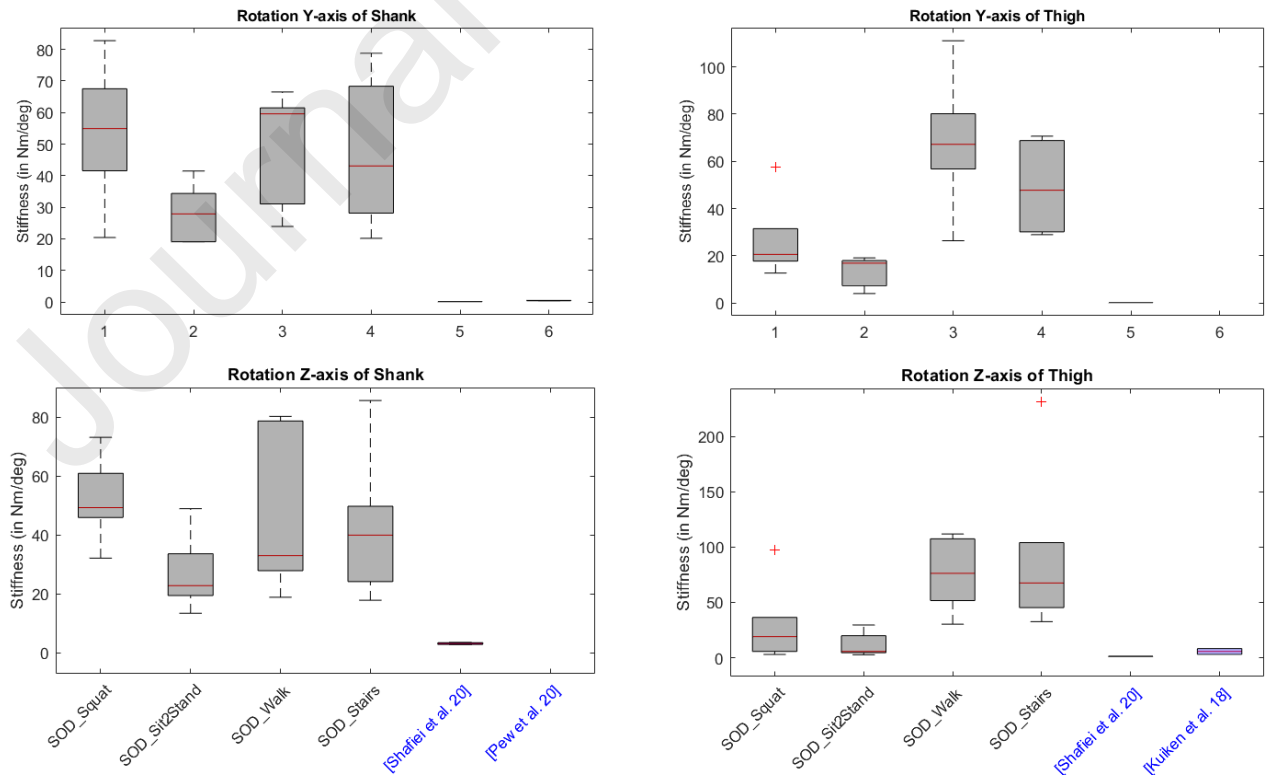 Rotation Y-axis of Shank
Stiffness (in Nm/deg)
80
70
60
50
40
30
20
10
0
1 2 3 4 5 6
Rotation Y-axis of Thigh
Stiffness (in Nm/deg)
100
80
60
40
20
0
1 2 3 4 5 6
Rotation Z-axis of Shank
Stiffness (in Nm/deg)
80
60
40
20
0
SOD_Squat
SOD_Sit2Stand
SOD_Walk
SOD_Stairs
[Shafiei et al. 20]
[Pew et al. 20]
Rotation Z-axis of Thigh
Stiffness (in Nm/deg)
200
150
100
50
0
SOD_Squat
SOD_Sit2Stand
SOD_Walk
SOD_Stairs
[Shafiei et al. 20]
[Kuiken et al. 18]
Journal